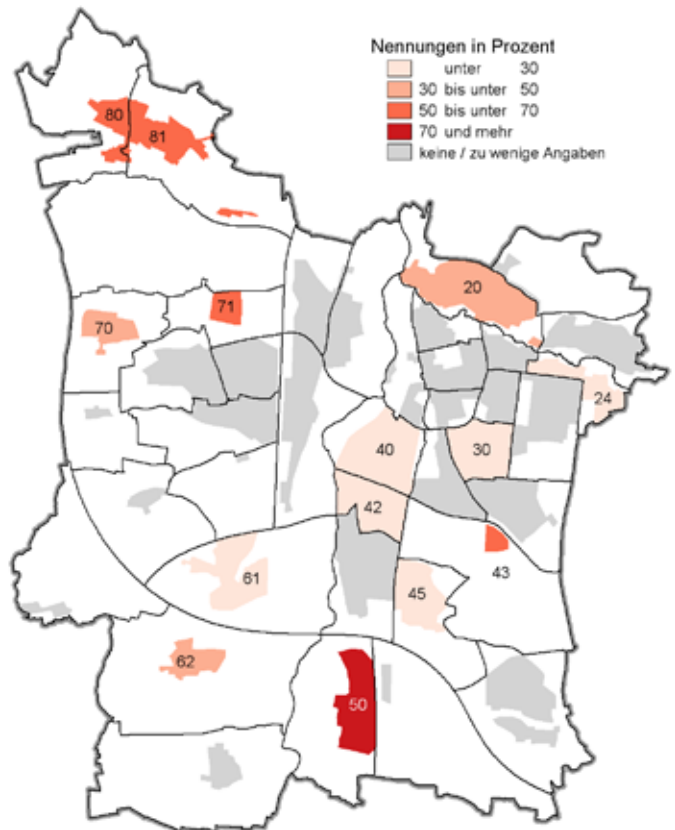 Nennungen in Prozent
unter 30
30 bis unter 50
50 bis unter 70
70 und mehr
keine / zu wenige Angaben
80
81
20
71
70
24
40
30
42
43
61
45
62
50